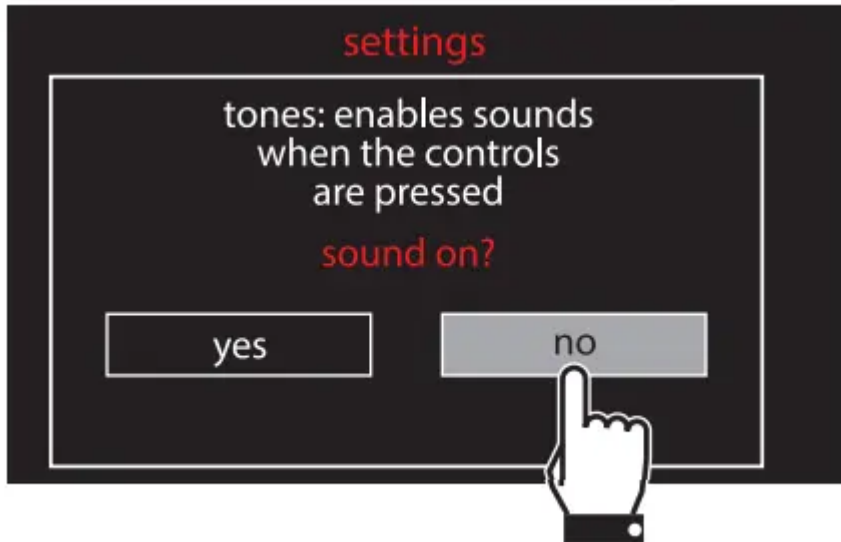 settings
tones: enables sounds
when the controls
are pressed
sound on?
yes
no